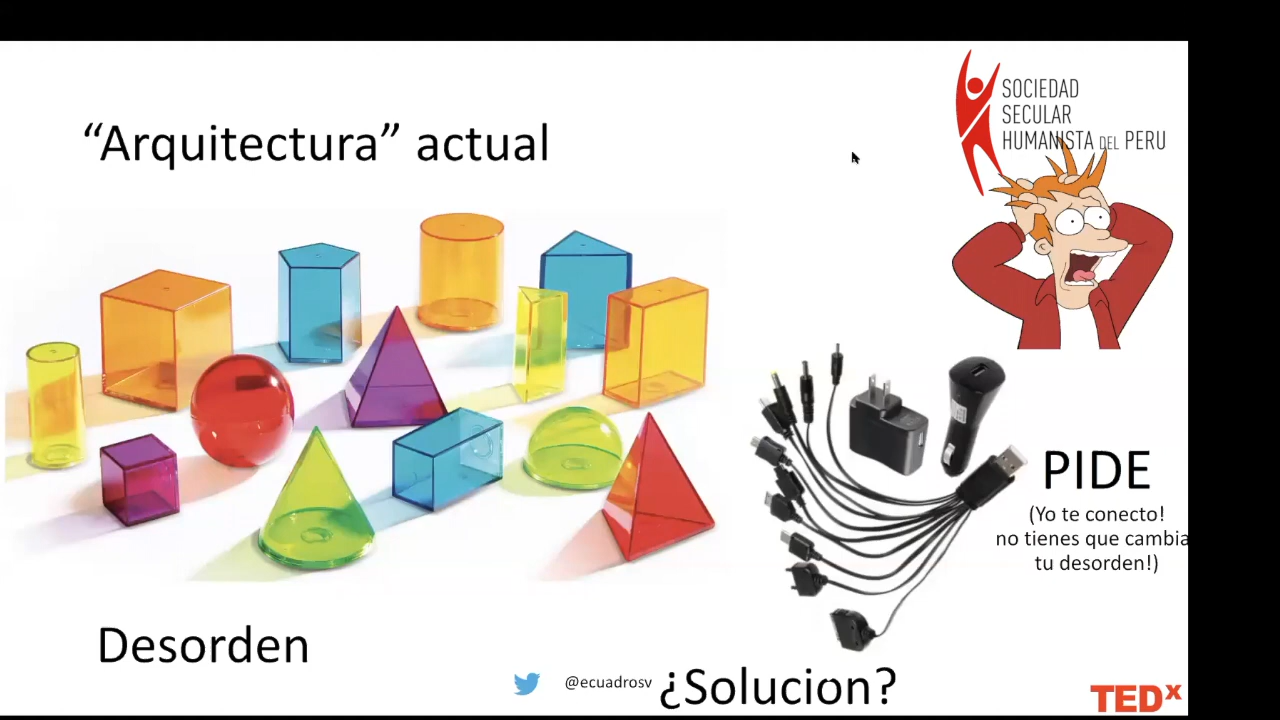 “Arquitectura” actual
SOCIEDAD
SECULAR
HUMANISTA DEL PERU
PIDE
(Yo te conecto!
no tienes que cambia
tu desorden!)
Desorden
@ecuadrosv
¿Solucion?
TEDx